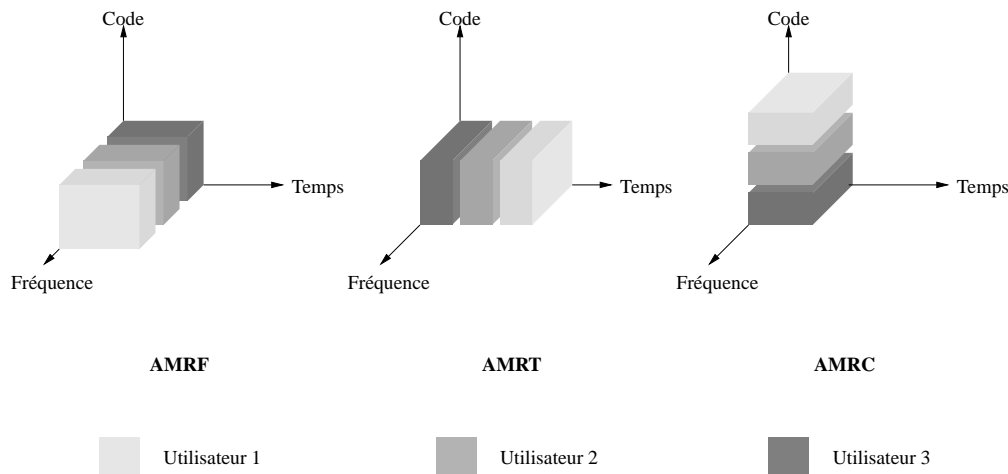 Code
Code
Code
Temps
Temps
Temps
Fréquence
Fréquence
Fréquence
AMRF
AMRT
AMRC
Utilisateur 1
Utilisateur 2
Utilisateur 3